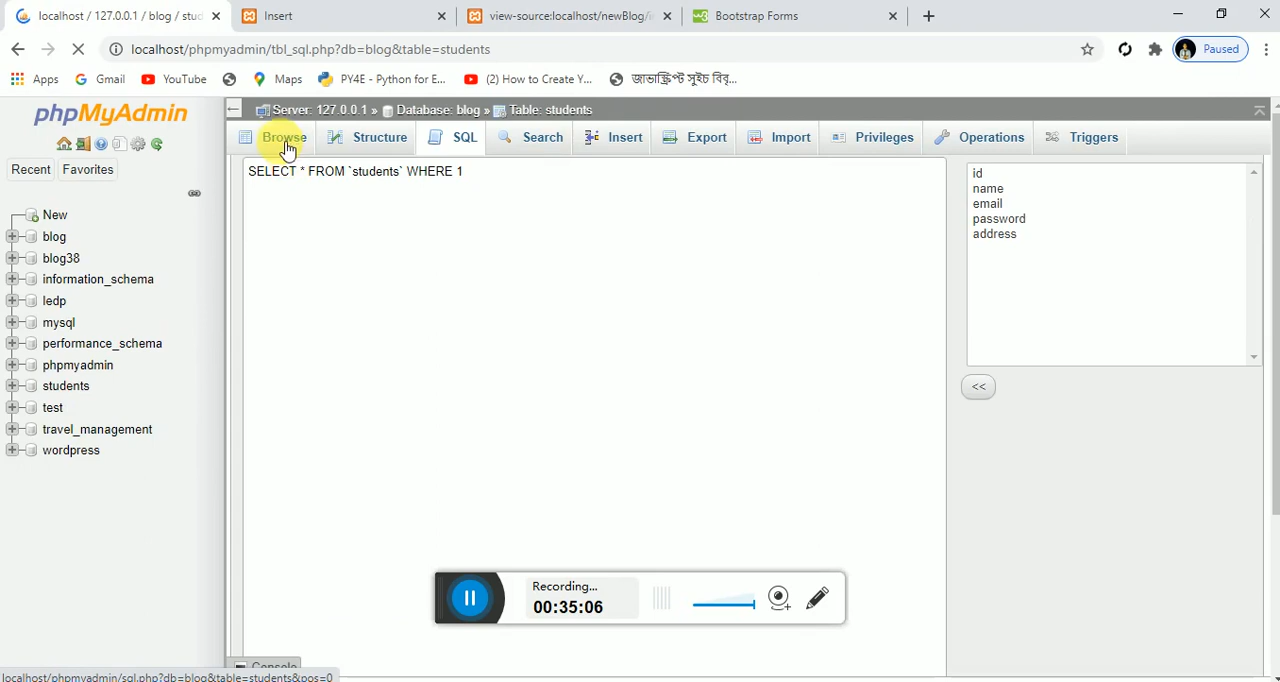 localhost / 127.0.0.1 / blog / stud
Insert
view-source:localhost/newBlog/i
Bootstrap Forms
localhost/phpmyadmin/tbl_sql.php?db=blog&table=students
Paused
Apps
Gmail
YouTube
Maps
PY4E - Python for E...
(2) How to Create Y...
জাভাস্ক্রিপ্ট সুইচ বিবৃ...
phpMyAdmin
Server: 127.0.0.1 » Database: blog » Table: students
Browse
Structure
SQL
Search
Insert
Export
Import
Privileges
Operations
Triggers
Recent
Favorites
SELECT * FROM `students` WHERE 1
id
name
email
password
address
<<
New
blog
blog38
information_schema
ledp
mysql
performance_schema
phpmyadmin
students
test
travel_management
wordpress
Recording...
00:35:06
Console
localhost/phpmyadmin/sql.php?db=blog&table=students&pos=0